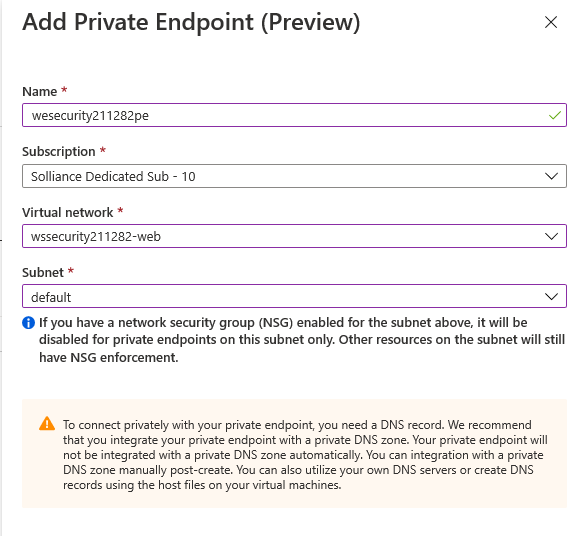 Add Private Endpoint (Preview)
Name *
wesecurity211282pe
Subscription *
Solliance Dedicated Sub - 10
Virtual network *
wssecurity211282-web
Subnet *
default
If you have a network security group (NSG) enabled for the subnet above, it will be
disabled for private endpoints on this subnet only. Other resources on the subnet will still
have NSG enforcement.
To connect privately with your private endpoint, you need a DNS record. We recommend
that you integrate your private endpoint with a private DNS zone. Your private endpoint will
not be integrated with a private DNS zone automatically. You can integration with a private
DNS zone manually post-create. You can also utilize your own DNS servers or create DNS
records using the host files on your virtual machines.